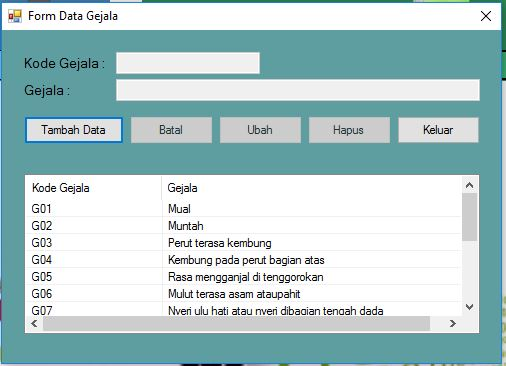 Form Data Gejala
Kode Gejala :
Gejala :
Tambah Data Batal Ubah Hapus Keluar
Kode Gejala Gejala
G01 Mual
G02 Muntah
G03 Perut terasa kembung
G04 Kembung pada perut bagian atas
G05 Rasa mengganjal di tenggorokan
G06 Mulut terasa asam ataupahit
G07 Nyeri ulu hati atau nyeri dibagian tengah dada